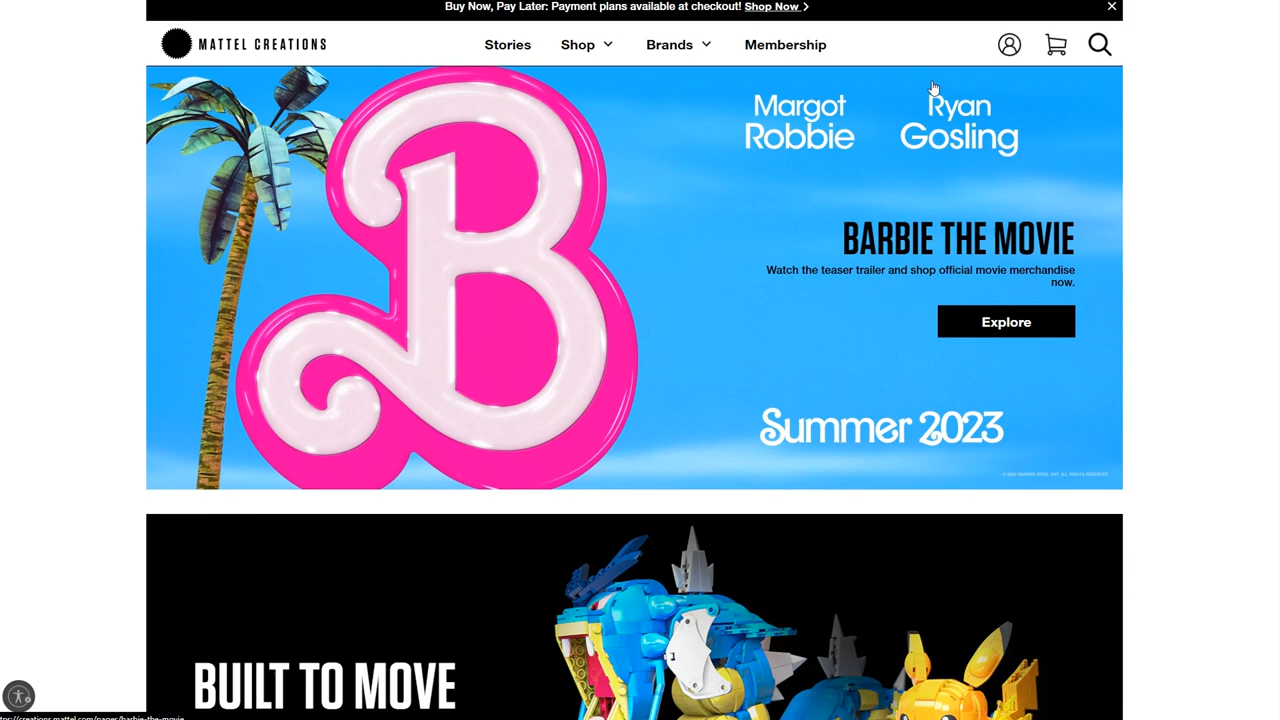 Buy Now, Pay Later: Payment plans available at checkout! Shop Now
MATTEL CREATIONS
Stories Shop Brands Membership
Margot Robbie
Ryan Gosling
BARBIE THE MOVIE
Watch the teaser trailer and shop official movie merchandise
now.
Explore
Summer 2023
BUILT TO MOVE